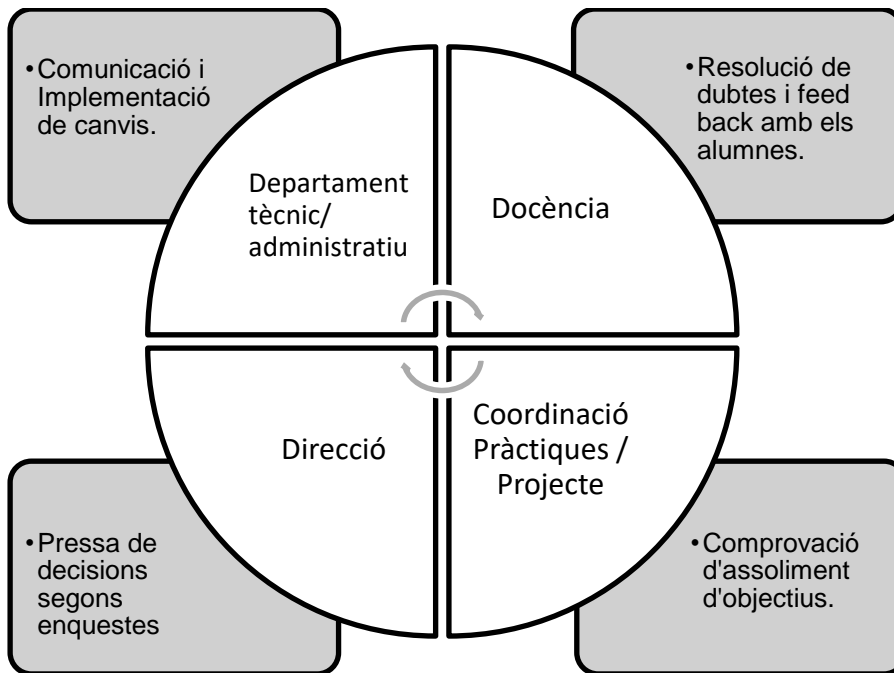 •Comunicació i
Implementació
de canvis.
•Resolució de
dubtes i feed
back amb els
alumnes.
Departament
tècnic/
administratiu
Docència
Direcció
Coordinació
Pràctiques /
Projecte
•Pressa de
decisions
segons
enquestes
•Comprovació
d'assoliment
d'objectius.